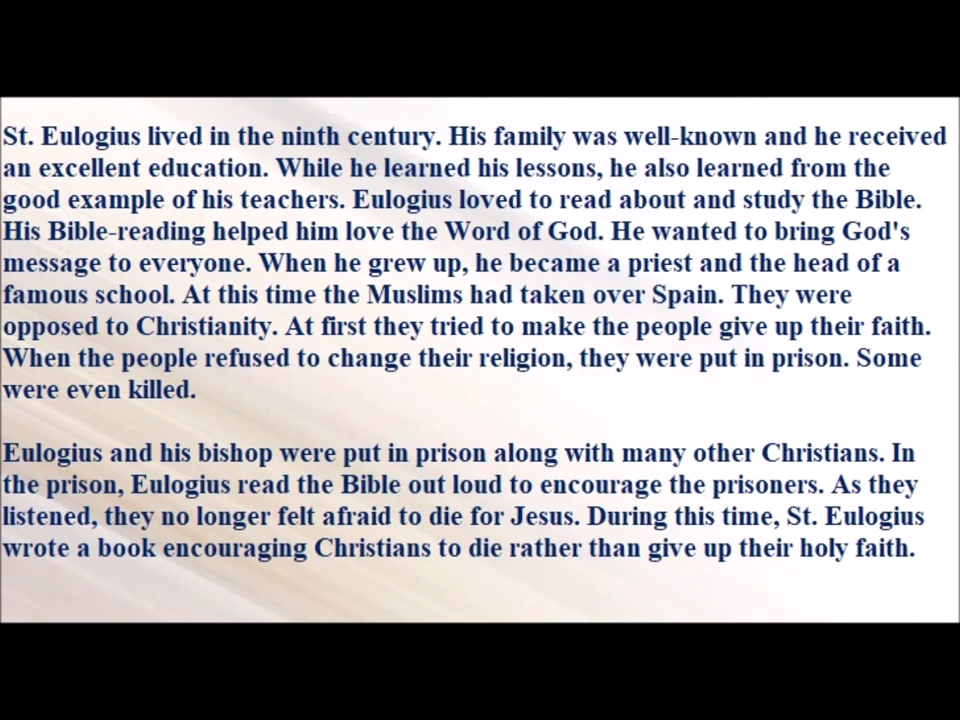 St. Eulogius lived in the ninth century. His family was well-known and he received
an excellent education. While he learned his lessons, he also learned from the
good example of his teachers. Eulogius loved to read about and study the Bible.
His Bible-reading helped him love the Word of God. He wanted to bring God's
message to everyone. When he grew up, he became a priest and the head of a
famous school. At this time the Muslims had taken over Spain. They were
opposed to Christianity. At first they tried to make the people give up their faith.
When the people refused to change their religion, they were put in prison. Some
were even killed.
Eulogius and his bishop were put in prison along with many other Christians. In
the prison, Eulogius read the Bible out loud to encourage the prisoners. As they
listened, they no longer felt afraid to die for Jesus. During this time, St. Eulogius
wrote a book encouraging Christians to die rather than give up their holy faith.